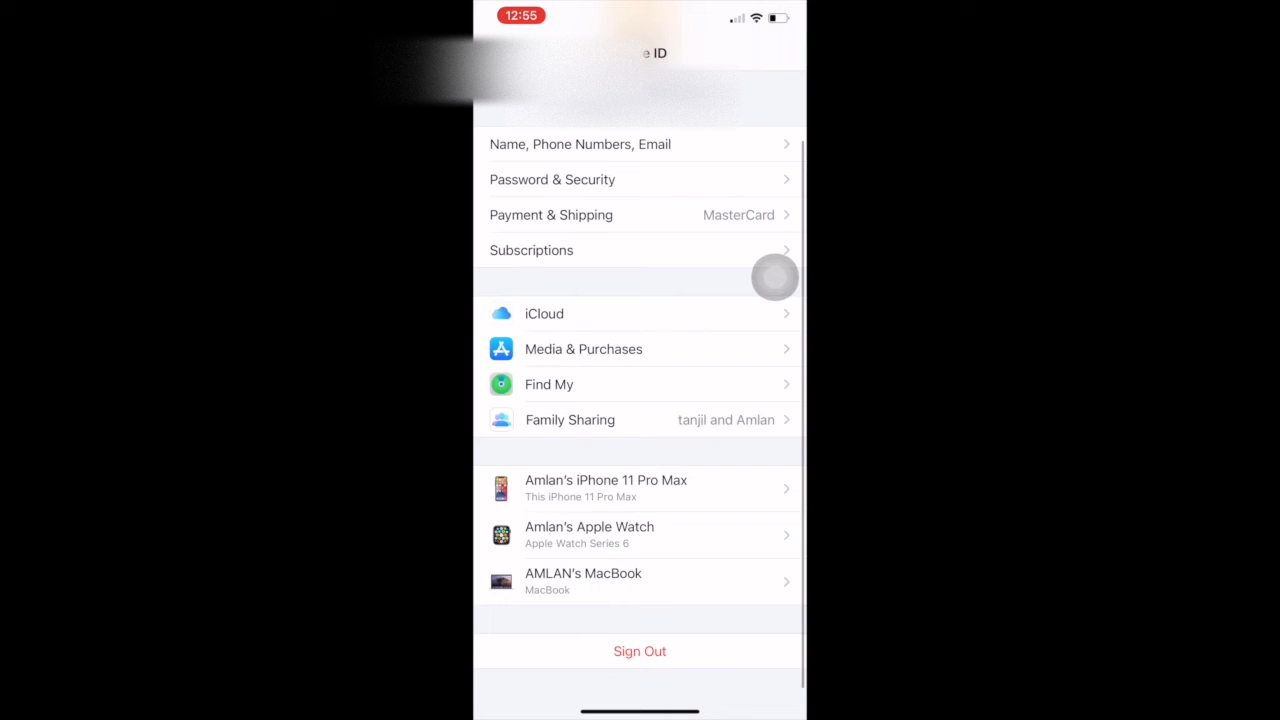 12:55
e ID
Name, Phone Numbers, Email
Password & Security
Payment & Shipping MasterCard
Subscriptions
iCloud
Media & Purchases
Find My
Family Sharing tanjil and Amlan
Amlan's iPhone 11 Pro Max
This iPhone 11 Pro Max
Amlan's Apple Watch
Apple Watch Series 6
AMLAN's MacBook
MacBook
Sign Out